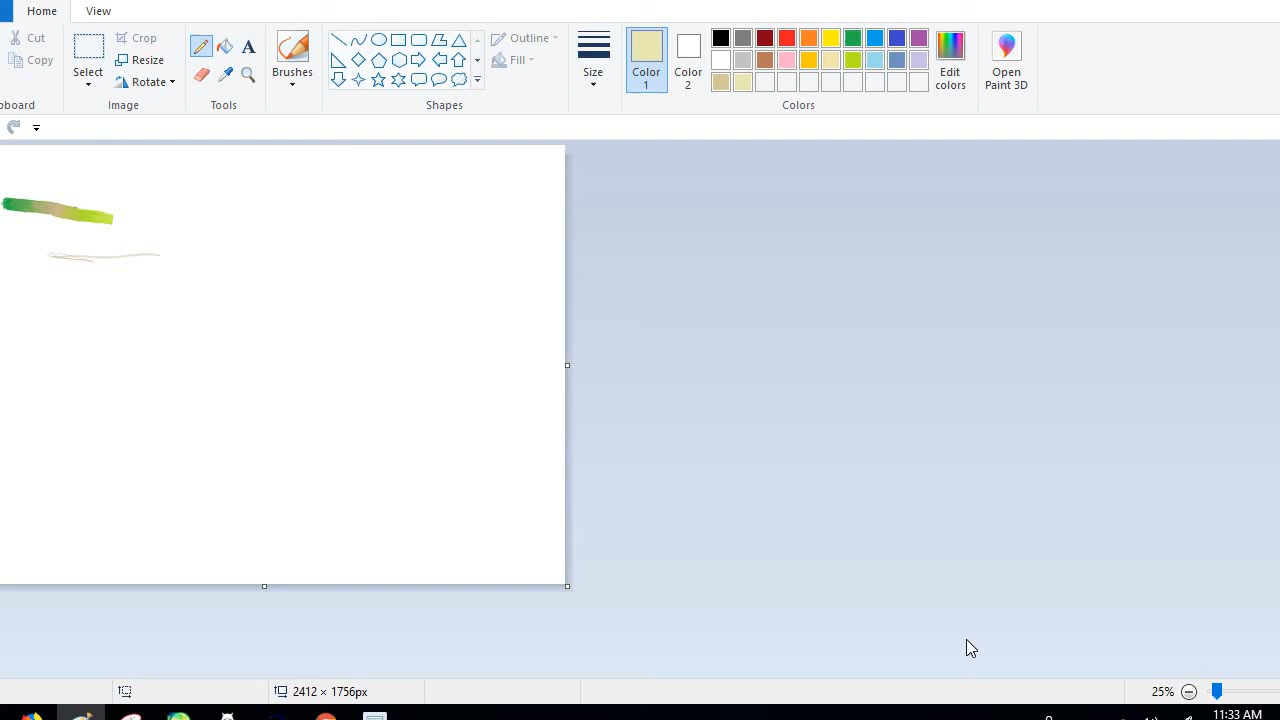 Home View
Cut
Copy
Select
Crop
Resize
Rotate
Brushes
Outline
Fill
Size
Color 1
Color 2
Edit colors
Open Paint 3D
oboard Image Tools Shapes Colors
2412 × 1756px 25%
11:33 AM